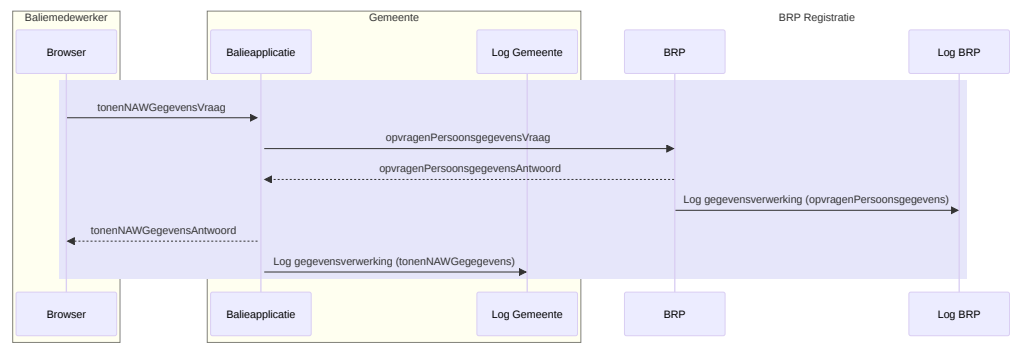 Baliemedewerker
Gemeente
BRP Registratie
Browser
Balieapplicatie
Log Gemeente
BRP
Log BRP
tonenNAWGegevensVraag
opvragenPersoonsgegevensVraag
opvragenPersoonsgegevensAntwoord
Log gegevensverwerking (opvragenPersoonsgegevens)
tonenNAWGegevensAntwoord
Log gegevensverwerking (tonenNAWGegegevens)
Browser
Balieapplicatie
Log Gemeente
BRP
Log BRP